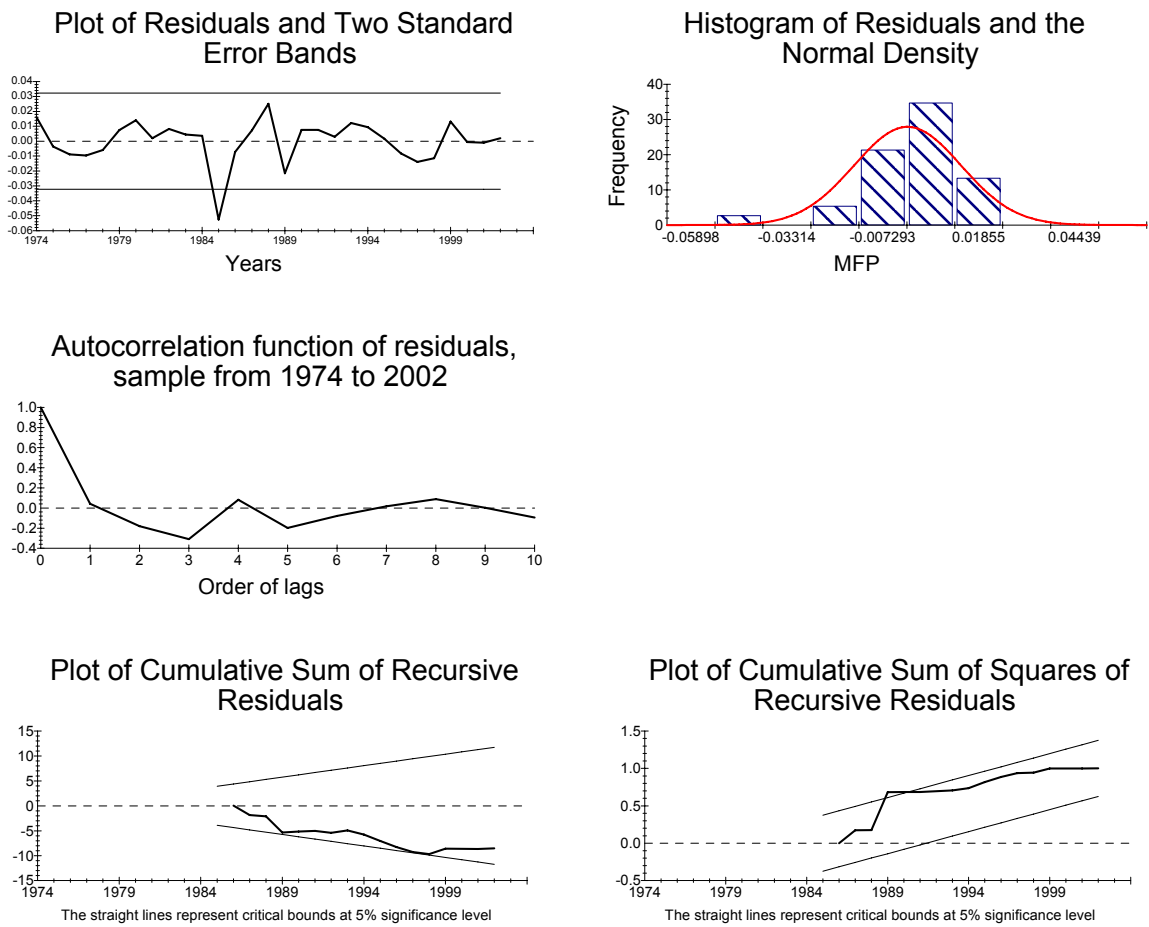 Plot of Residuals and Two Standard
Error Bands
0.04
0.03
0.02
0.01
0.00
-0.01
-0.02
-0.03
-0.03
-0.04
-0.05
-0.06
1974 1979 1984 1989 1994 1999
Years
Histogram of Residuals and the
Normal Density
Frequency
40
30
20
10
0
-0.05898 -0.03314 -0.007293 0.01855 0.04439
MFP
Autocorrelation function of residuals,
sample from 1974 to 2002
1.0
0.8
0.6
0.4
0.2
0.0
-0.2
-0.4
0 1 2 3 4 5 6 7 8 9 10
Order of lags
Plot of Cumulative Sum of Recursive
Residuals
15
10
5
0
-5
-10
-15
1974 1979 1984 1989 1994 1999
The straight lines represent critical bounds at 5% significance level
Plot of Cumulative Sum of Squares of
Recursive Residuals
1.5
1.0
0.5
0.0
-0.5
1974 1979 1984 1989 1994 1999
The straight lines represent critical bounds at 5% significance level